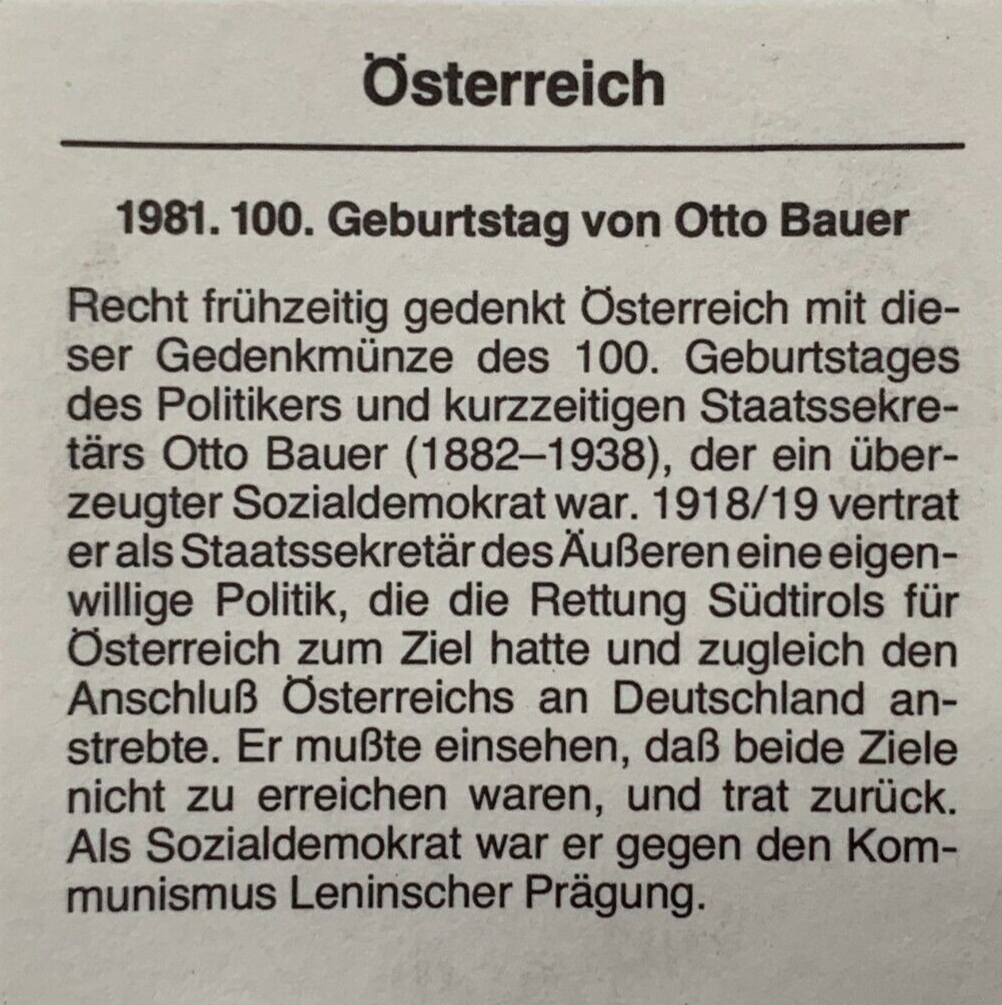 Österreich
1981. 100. Geburtstag von Otto Bauer
Recht frühzeitig gedenkt Österreich mit die-
ser Gedenkmünze des 100. Geburtstages
des Politikers und kurzzeitigen Staatssekre-
tärs Otto Bauer (1882–1938), der ein über-
zeugter Sozialdemokrat war. 1918/19 vertrat
er als Staatssekretär des Äußeren eine eigen-
willige Politik, die die Rettung Südtirols für
Österreich zum Ziel hatte und zugleich den
Anschluß Österreichs an Deutschland an-
strebte. Er mußte einsehen, daß beide Ziele
nicht zu erreichen waren, und trat zurück.
Als Sozialdemokrat war er gegen den Kom-
munismus Leninscher Prägung.